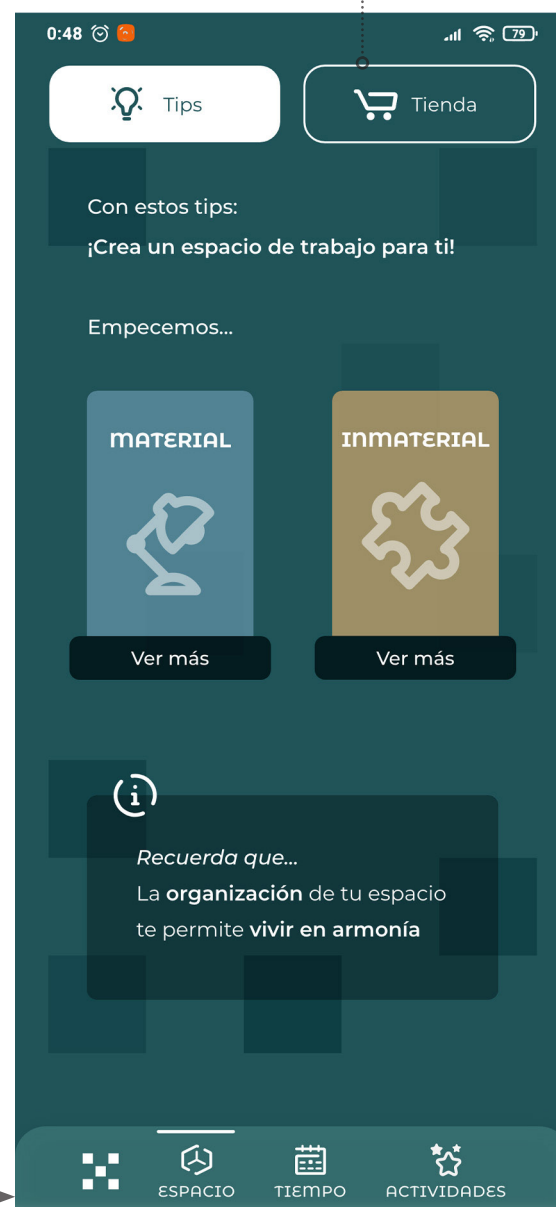 0:48
79
Tips
Tienda
Con estos tips:
¡Crea un espacio de trabajo para ti!
Empecemos...
MATERIAL
INMATERIAL
Ver más
Ver más
i
Recuerda que...
La organización de tu espacio
te permite vivir en armonía
ESPACIO
TIEMPO
ACTIVIDADES